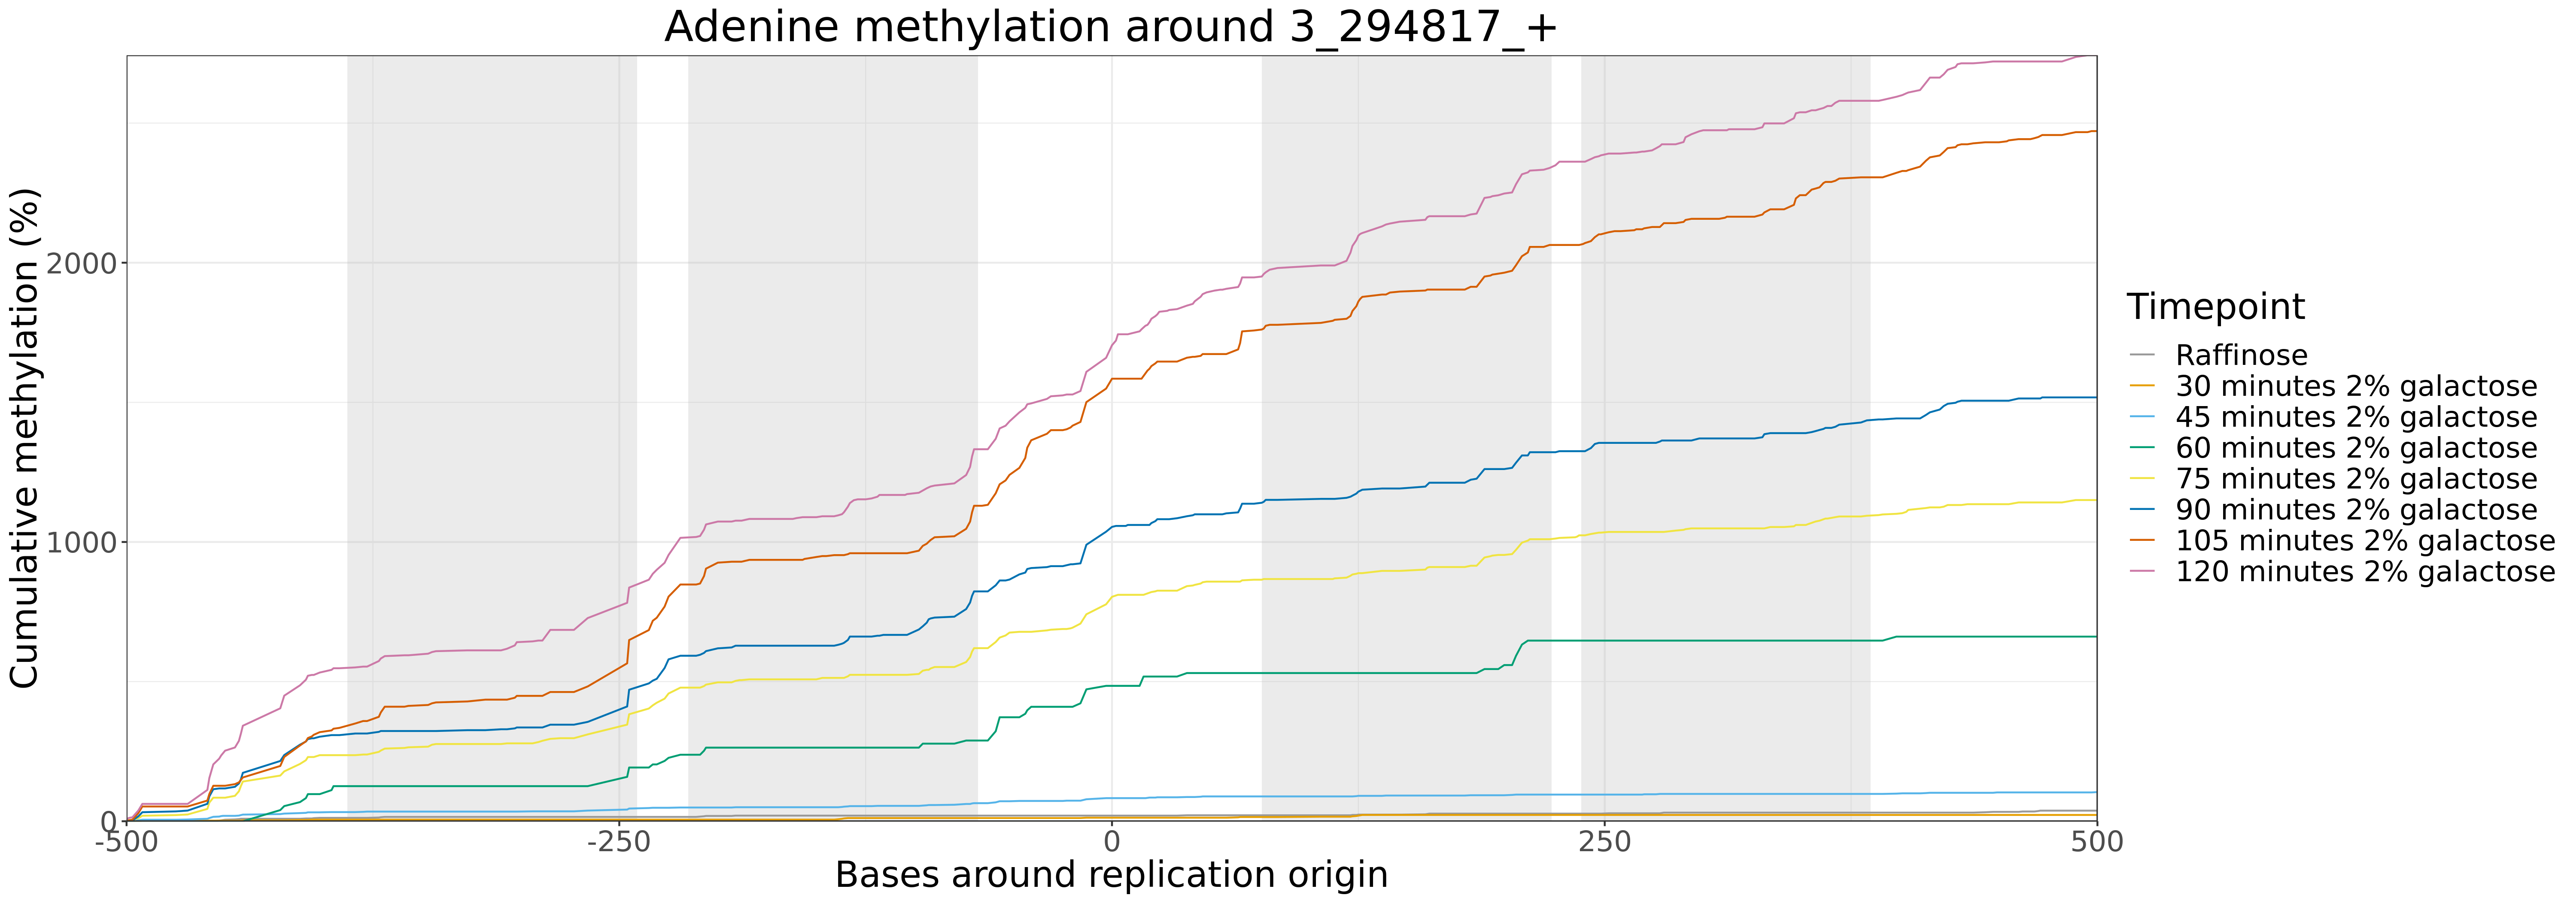 Adenine methylation around 3_294817_+
Cumulative methylation (%)
2000
1000
0
-500
-250
0
250
500
Bases around replication origin
Timepoint
Raffinose
30 minutes 2% galactose
45 minutes 2% galactose
60 minutes 2% galactose
75 minutes 2% galactose
90 minutes 2% galactose
105 minutes 2% galactose
120 minutes 2% galactose